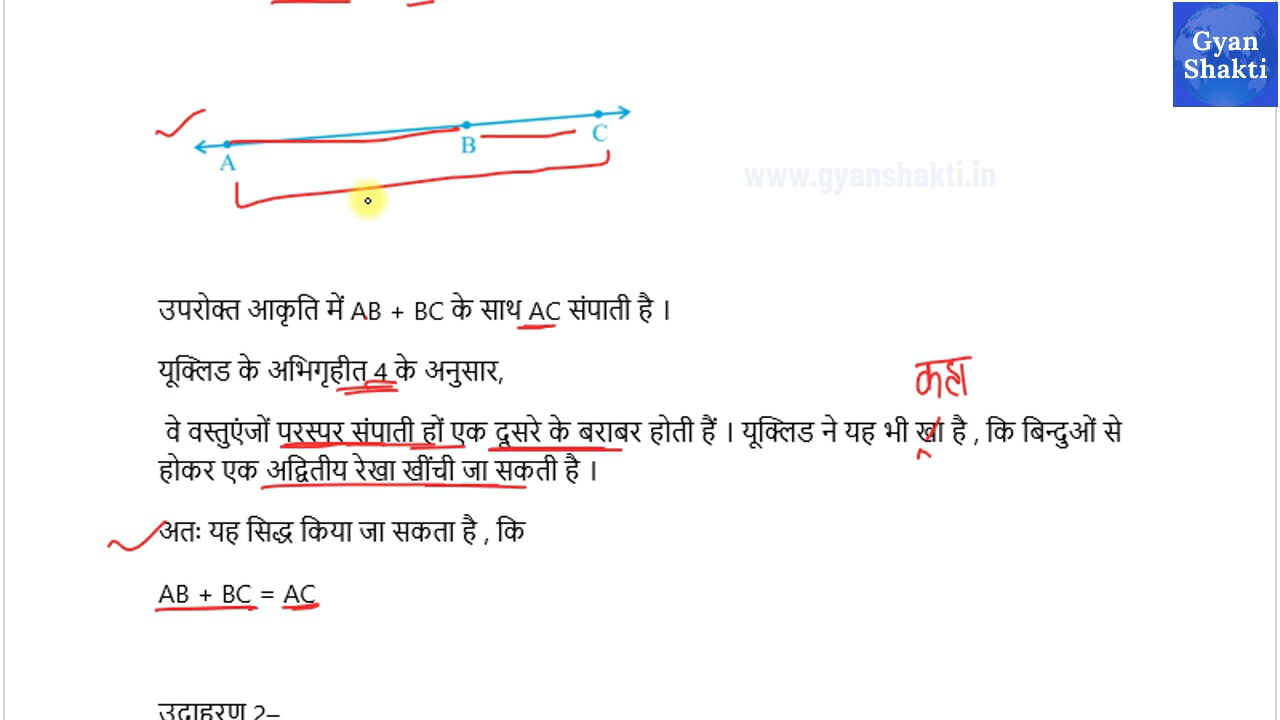 Gyan
Shakti
A
B
C
www.gyanshakti.in
उपरोक्त आकृति में AB + BC के साथ AC संपाती है ।
यूक्लिड के अभिगृहीत 4 के अनुसार,
कहा
वे वस्तुएंजों परस्पर संपाती हों एक दूसरे के बराबर होती हैं । यूक्लिड ने यह भी खा है , कि बिन्दुओं से
होकर एक अद्वितीय रेखा खींची जा सकती है ।
अतः यह सिद्ध किया जा सकता है , कि
AB + BC = AC
उदाहरण 2–